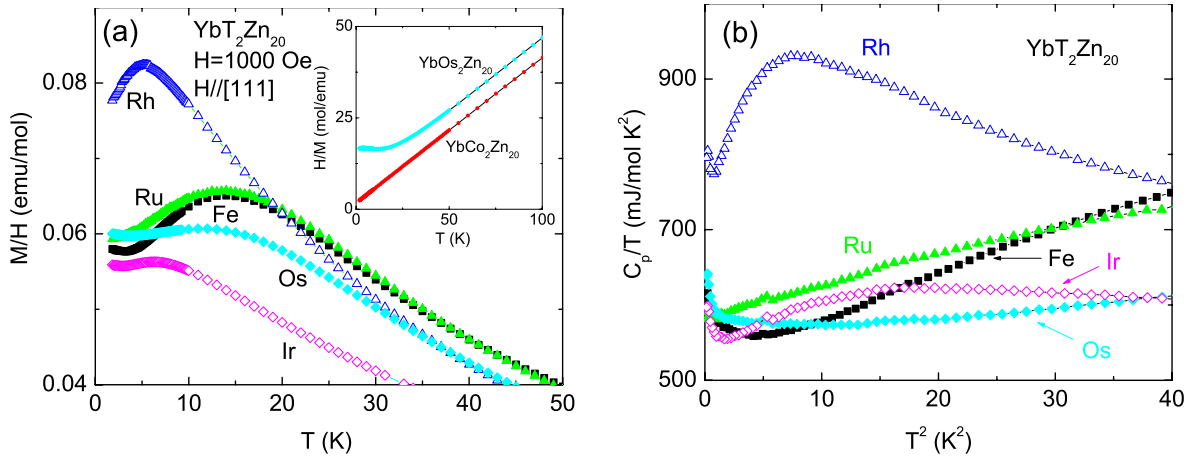 (a)
YbT₂Zn₂₀
H=1000 Oe
H//[111]
Rh
Ru
Fe
Os
Ir
0.08
0.06
0.04
M/H (emu/mol)
0 10 20 30 40 50
T (K)
50
25
0
H/M (mol/emu)
YbOs₂Zn₂₀
YbCo₂Zn₂₀
0 50 100
T (K)
(b)
Rh
YbT₂Zn₂₀
Ru
Fe
Ir
Os
900
700
500
Cₚ/T (mJ/mol K²)
0 10 20 30 40
T² (K²)